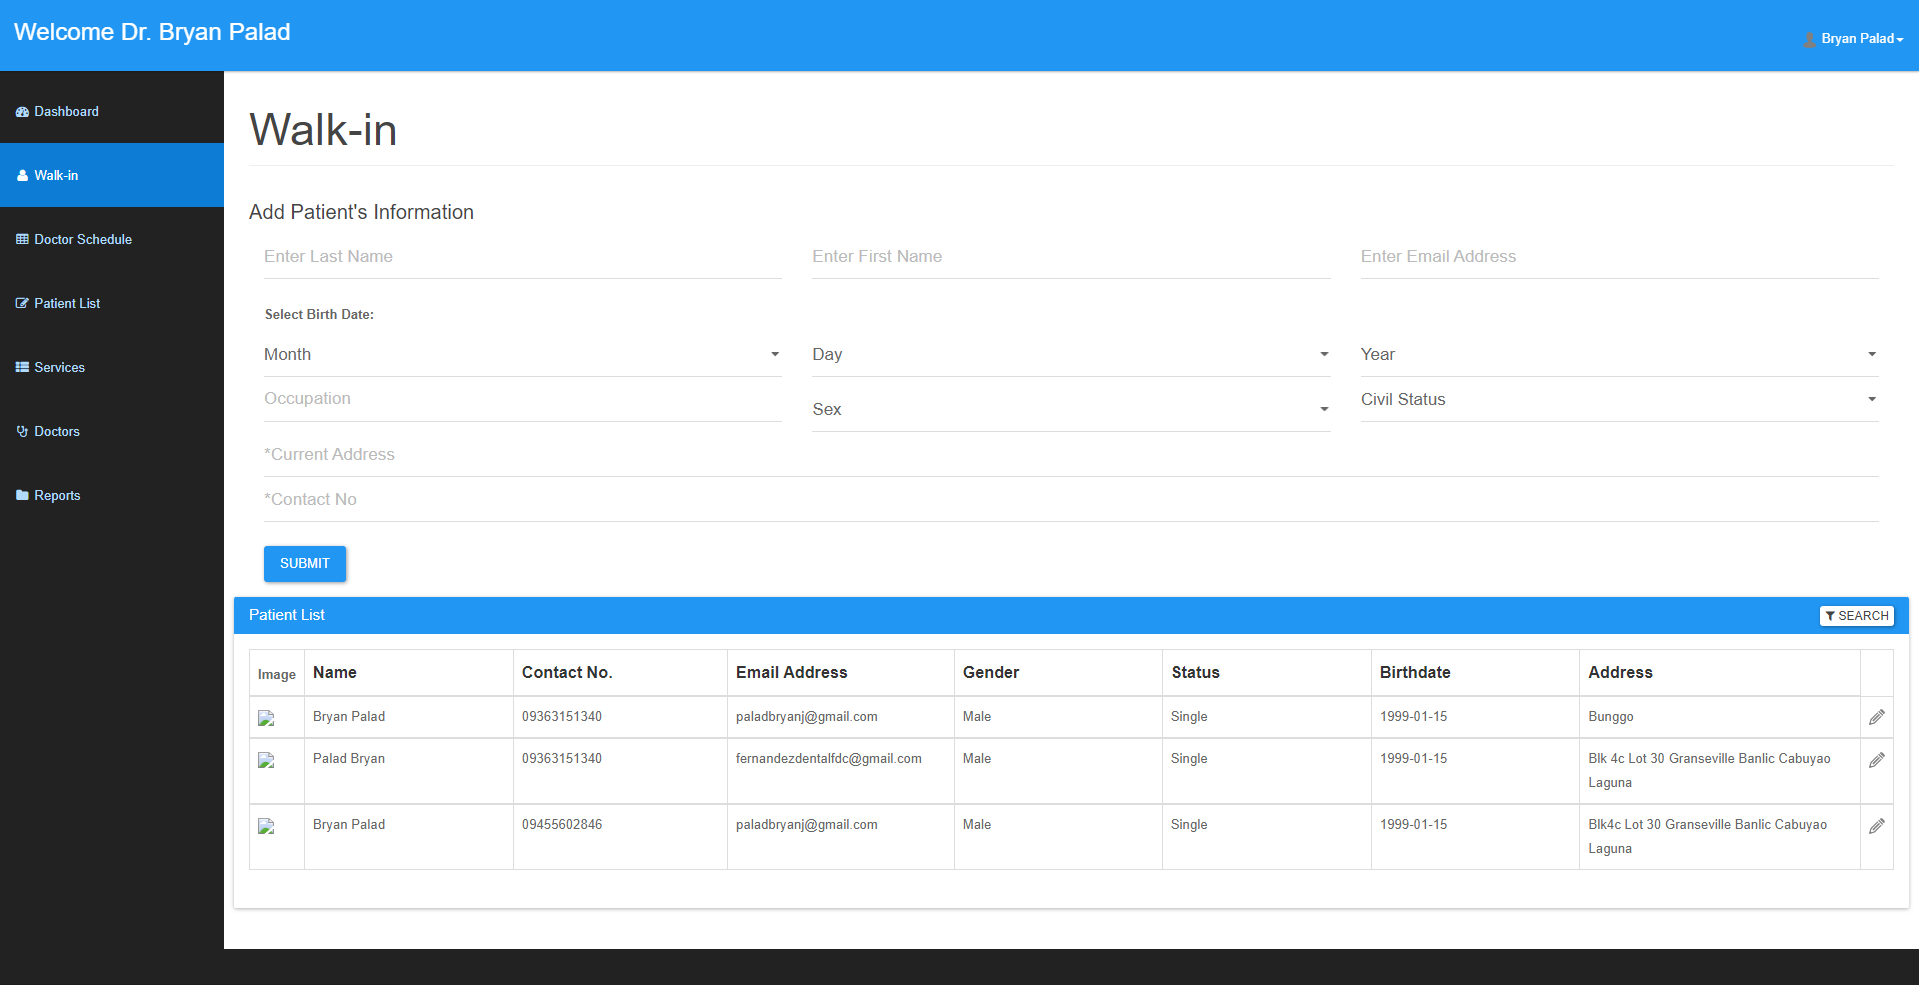 Welcome Dr. Bryan Palad
Bryan Palad
Dashboard
Walk-in
Doctor Schedule
Patient List
Services
Doctors
Reports
Walk-in
Add Patient's Information
Enter Last Name Enter First Name Enter Email Address
Select Birth Date:
Month Day Year
Occupation Sex Civil Status
*Current Address
*Contact No
SUBMIT
Patient List SEARCH
Image Name Contact No. Email Address Gender Status Birthdate Address
Bryan Palad 09363151340 paladbryanj@gmail.com Male Single 1999-01-15 Bunggo
Palad Bryan 09363151340 fernandezdentalfdc@gmail.com Male Single 1999-01-15 Blk 4c Lot 30 Granseville Banlic Cabuyao
Laguna
Bryan Palad 09455602846 paladbryanj@gmail.com Male Single 1999-01-15 Blk4c Lot 30 Granseville Banlic Cabuyao
Laguna